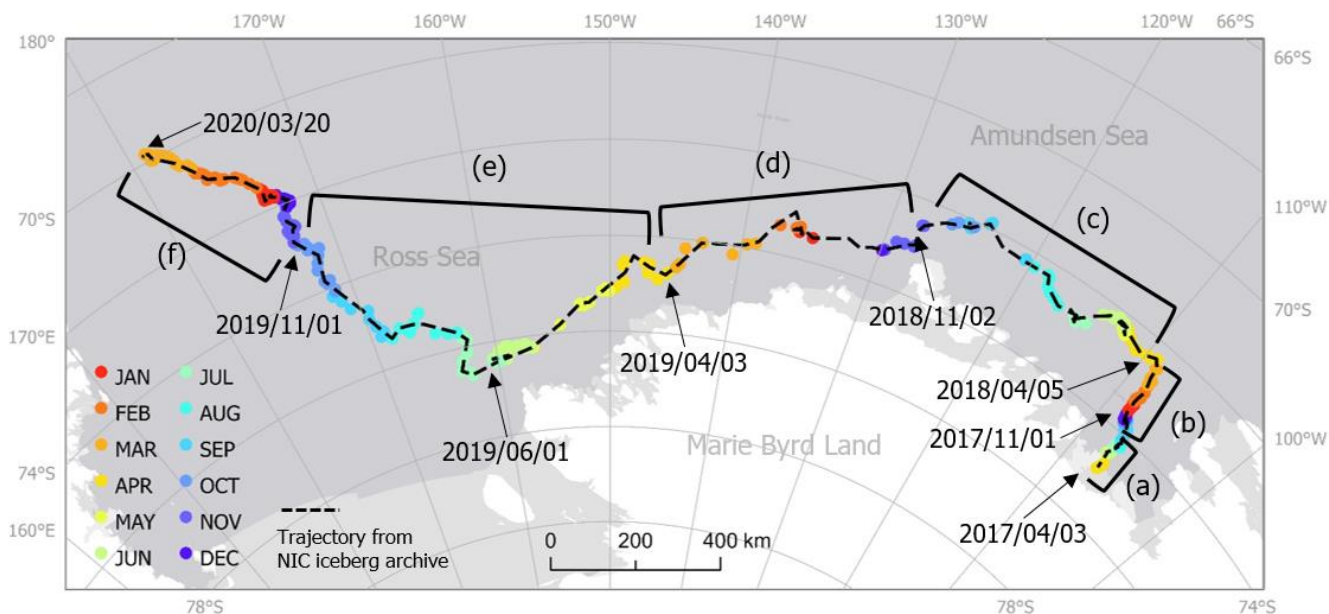 170°W
160°W
150°W
140°W
130°W
120°W
66°S
180°
66°S
2020/03/20
Amundsen Sea
(e)
(d)
(c)
110°W
70°S
(f)
Ross Sea
2019/11/01
2018/11/02
70°S
170°E
2019/04/03
JAN
JUL
2018/04/05
FEB
AUG
2017/11/01
(b)
MAR
SEP
2019/06/01
Marie Byrd Land
100°W
74°S
APR
OCT
(a)
MAY
NOV
160°E
JUN
DEC
Trajectory from
NIC iceberg archive
0
200
400 km
2017/04/03
78°S
78°S
74°S